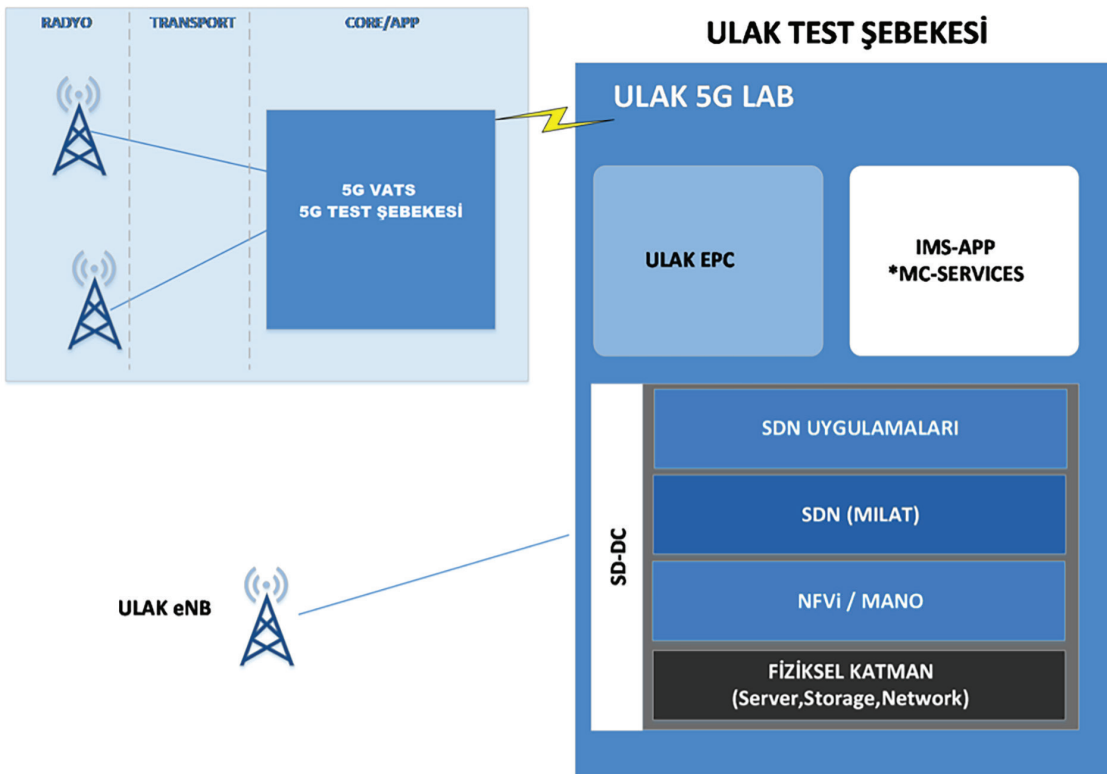 RADYO
TRANSPORT
CORE/APP
5G VATS
5G TEST ŞEBEKESİ
ULAK TEST ŞEBEKESİ
ULAK 5G LAB
ULAK EPC
IMS-APP
*MC-SERVICES
SD-DC
SDN UYGULAMALARI
SDN (MILAT)
NFVi / MANO
FİZİKSEL KATMAN
(Server,Storage,Network)
ULAK eNB